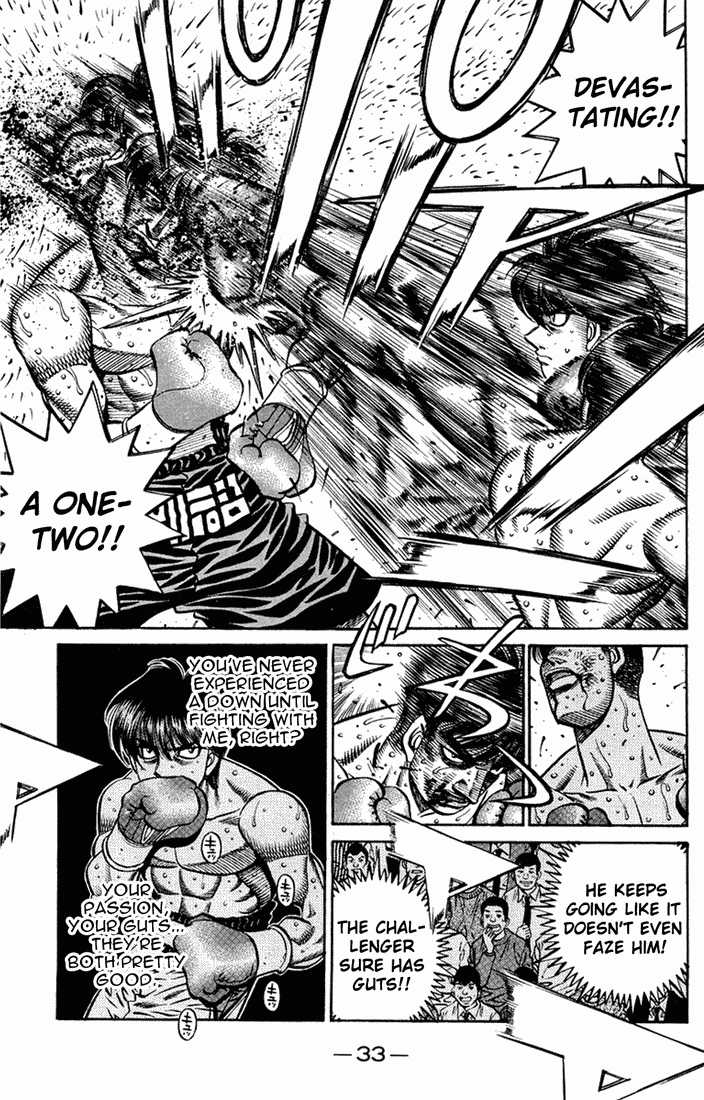 DEVAS-
TATING!!
A ONE-
TWO!!
YOU'VE NEVER
EXPERIENCED
A DOWN UNTIL
FIGHTING WITH
ME, RIGHT?
YOUR
PASSION,
YOUR GUTS...
THEY'RE
BOTH PRETTY
GOOD.
HE KEEPS
GOING LIKE IT
DOESN'T EVEN
FAZE HIM!
THE CHAL-
LENGER
SURE HAS
GUTS!!
—33—